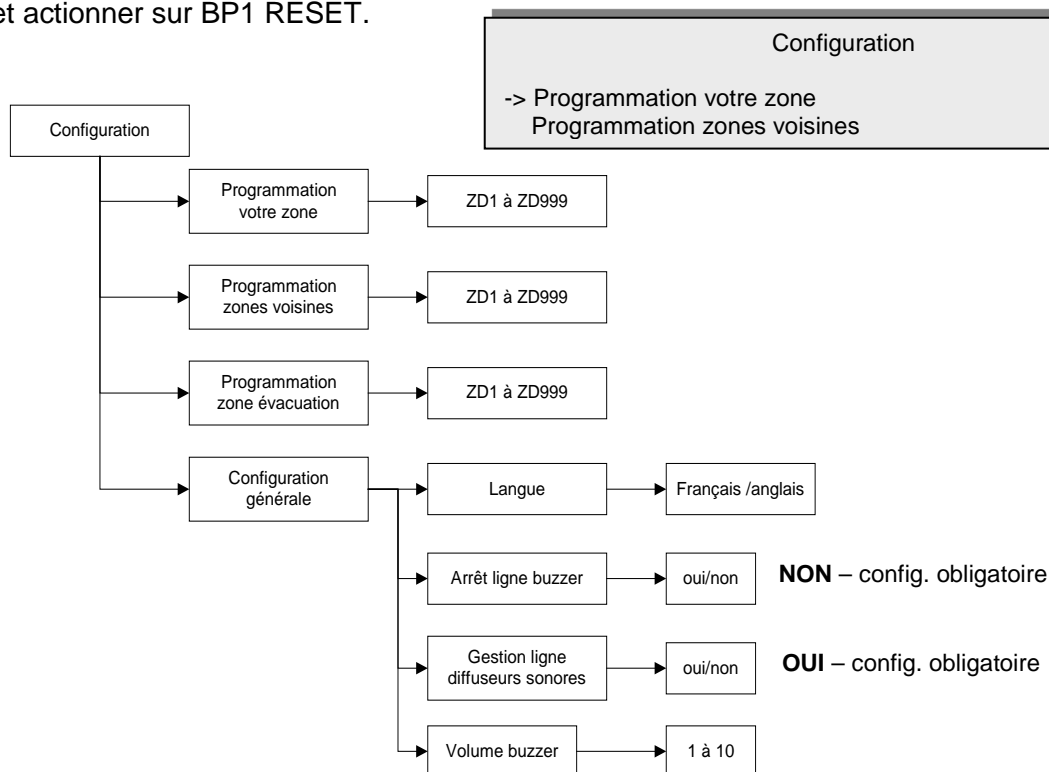 et actionner sur BP1 RESET.
Configuration
-> Programmation votre zone
Programmation zones voisines
Configuration
Programmation
votre zone
ZD1 à ZD999
Programmation
zones voisines
ZD1 à ZD999
Programmation
zone évacuation
ZD1 à ZD999
Configuration
générale
Langue
Français /anglais
Arrêt ligne buzzer
oui/non
NON – config. obligatoire
Gestion ligne
diffuseurs sonores
oui/non
OUI – config. obligatoire
Volume buzzer
1 à 10